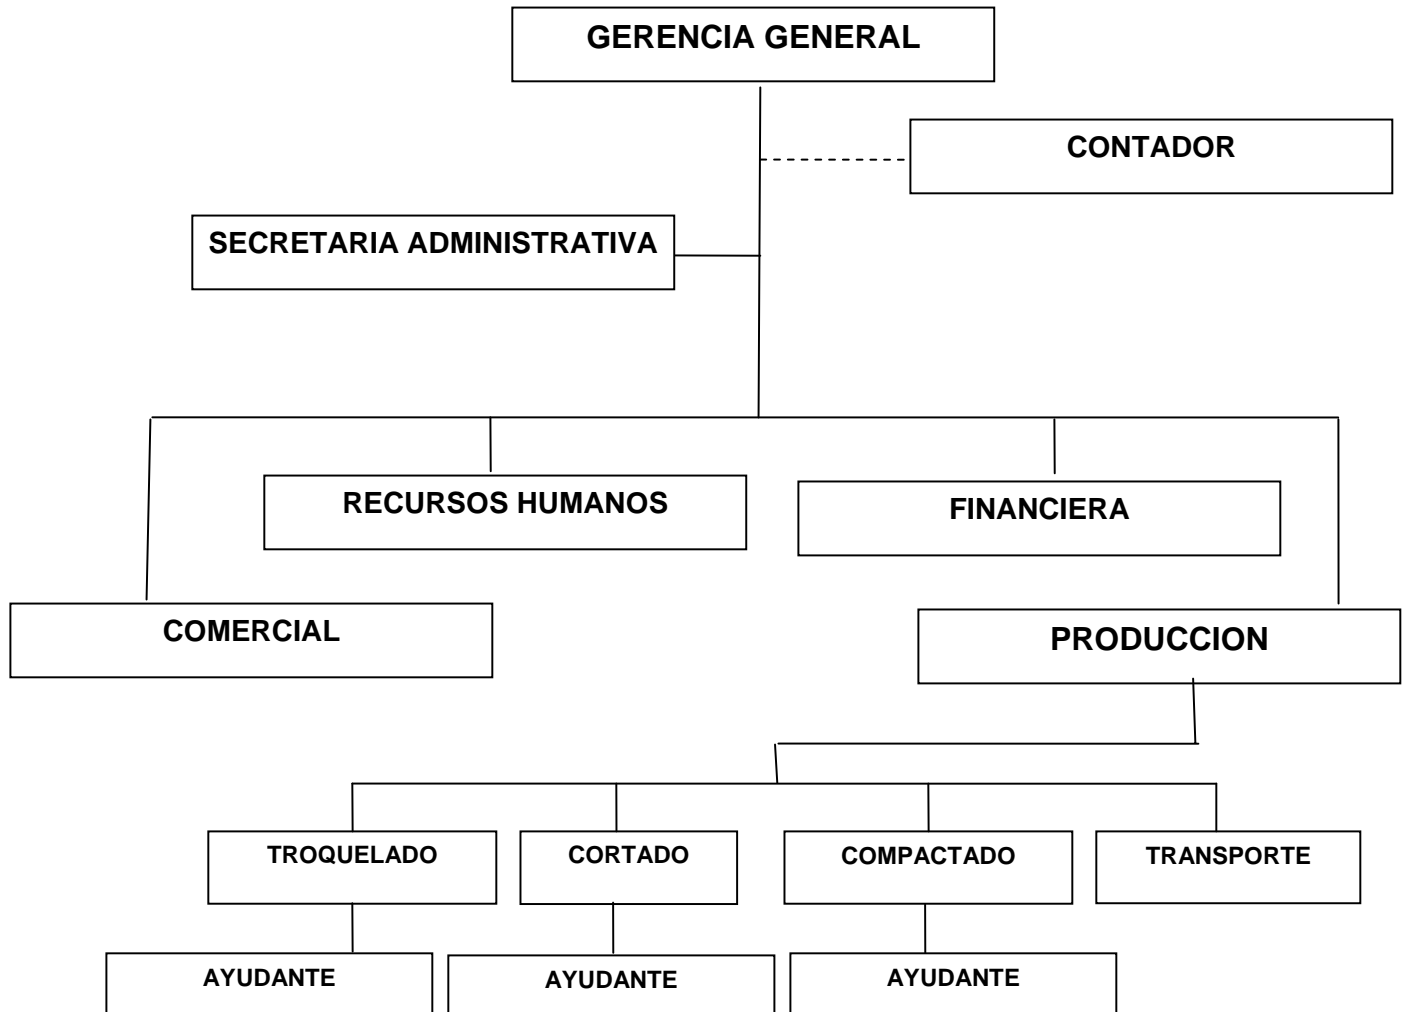 GERENCIA GENERAL
CONTADOR
SECRETARIA ADMINISTRATIVA
RECURSOS HUMANOS
FINANCIERA
COMERCIAL
PRODUCCION
TROQUELADO
CORTADO
COMPACTADO
TRANSPORTE
AYUDANTE
AYUDANTE
AYUDANTE